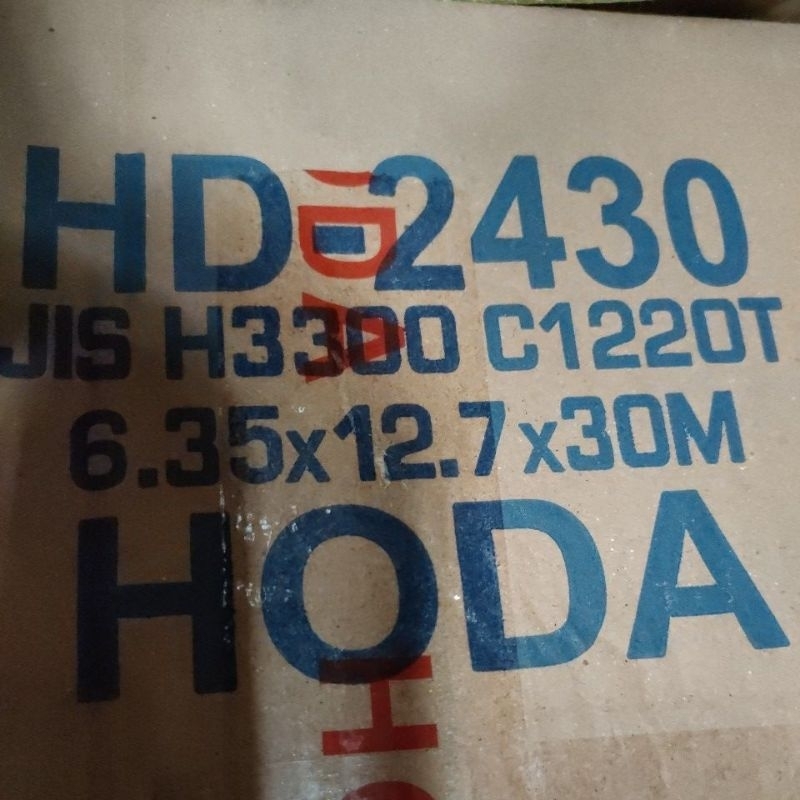 HD-2430
JIS H3300 C1220T
6.35x12.7x30M
HODA